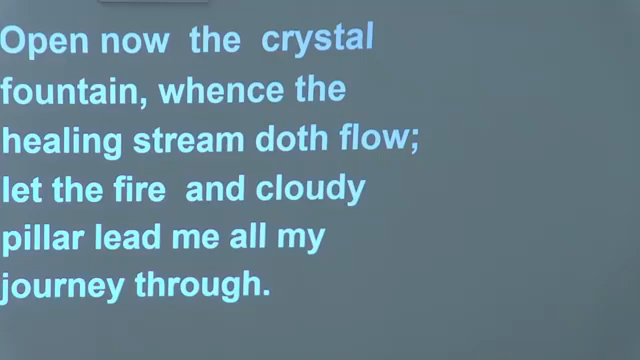 Open now the crystal
fountain, whence the
healing stream doth flow;
let the fire and cloudy
pillar lead me all my
journey through.